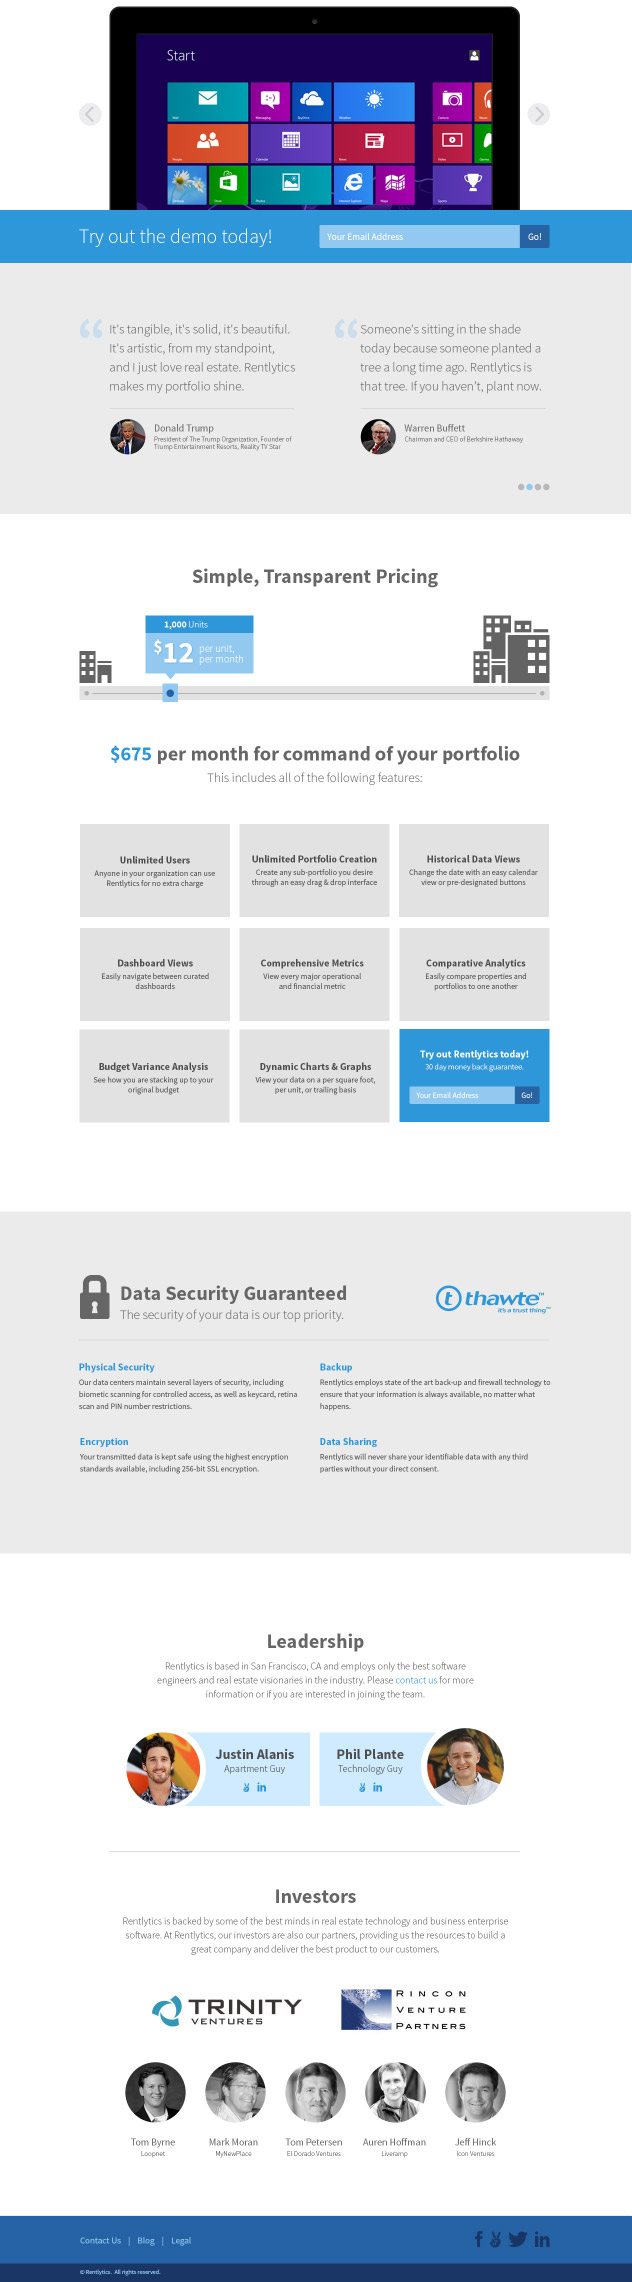 Start
Try out the demo today!
Your Email Address
Go!
It's tangible, it's solid, it's beautiful.
It's artistic, from my standpoint,
and I just love real estate. Rentlytics
makes my portfolio shine.
Donald Trump
President of The Trump Organization, Founder of
Trump Entertainment Resorts, Reality TV Star
Someone's sitting in the shade
today because someone planted a
tree a long time ago. Rentlytics is
that tree. If you haven't, plant now.
Warren Buffett
Chairman and CEO of Berkshire Hathaway
Simple, Transparent Pricing
1,000 Units
$12 per unit,
per month
$675 per month for command of your portfolio
This includes all of the following features:
Unlimited Users
Anyone in your organization can use
Rentlytics for no extra charge
Unlimited Portfolio Creation
Create any sub-portfolio you desire
through an easy drag & drop interface
Historical Data Views
Change the date with an easy calendar
view or pre-designated buttons
Dashboard Views
Easily navigate between curated
dashboards
Comprehensive Metrics
View every major operational
and financial metric
Comparative Analytics
Easily compare properties and
portfolios to one another
Budget Variance Analysis
See how you are stacking up to your
original budget
Dynamic Charts & Graphs
View your data on a per square foot,
per unit, or trailing basis
Try out Rentlytics today!
30 day money back guarantee.
Your Email Address
Go!
Data Security Guaranteed
The security of your data is our top priority.
thawte™
it's a trust thing™
Physical Security
Our data centers maintain several layers of security, including
biometic scanning for controlled access, as well as keycard, retina
scan and PIN number restrictions.
Backup
Rentlytics employs state of the art back-up and firewall technology to
ensure that your information is always available, no matter what
happens.
Encryption
Your transmitted data is kept safe using the highest encryption
standards available, including 256-bit SSL encryption.
Data Sharing
Rentlytics will never share your identifiable data with any third
parties without your direct consent.
Leadership
Rentlytics is based in San Francisco, CA and employs only the best software
engineers and real estate visionaries in the industry. Please contact us for more
information or if you are interested in joining the team.
Justin Alanis
Apartment Guy
in
Phil Plante
Technology Guy
in
Investors
Rentlytics is backed by some of the best minds in real estate technology and business enterprise
software. At Rentlytics, our investors are also our partners, providing us the resources to build a
great company and deliver the best product to our customers.
TRINITY
VENTURES
RINCON
VENTURE
PARTNERS
Tom Byrne
Loopnet
Mark Moran
MyNewPlace
Tom Petersen
El Dorado Ventures
Auren Hoffman
Liveramp
Jeff Hinck
Icon Ventures
Contact Us | Blog | Legal
© Rentlytics. All rights reserved.